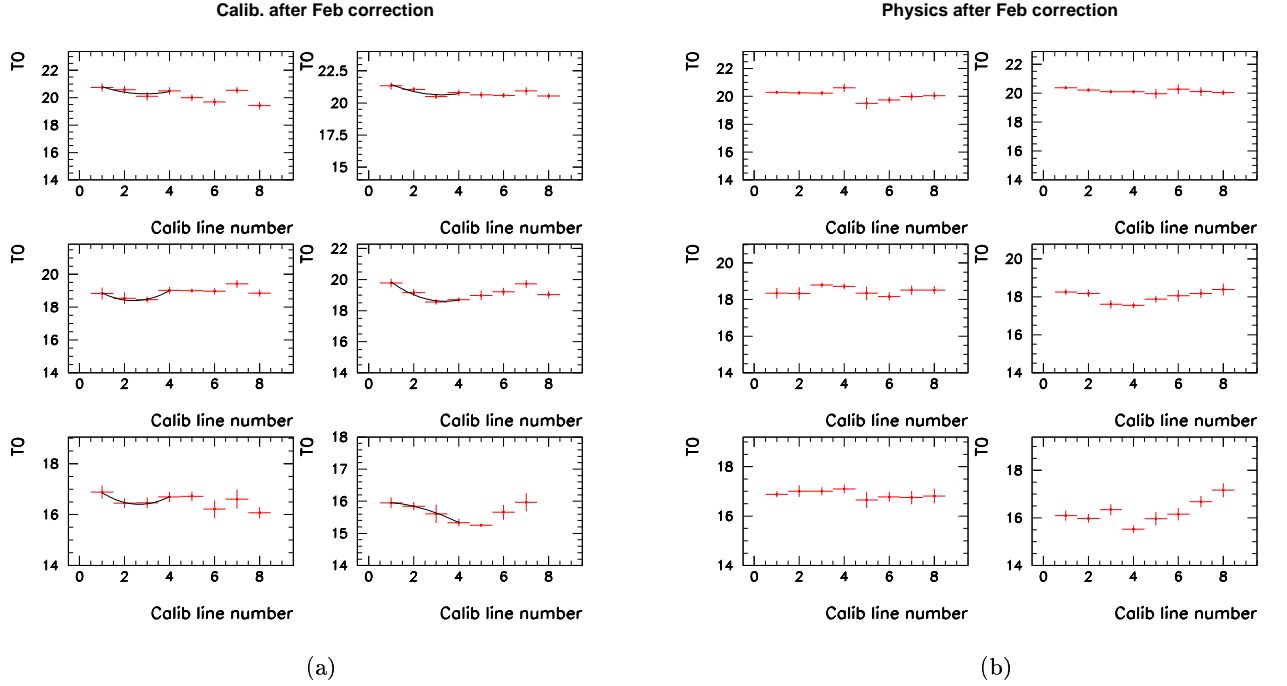 Calib. after Feb correction Physics after Feb correction
T0 T0 T0 T0
22 22.5 22 22
20 20 20 20
18 17.5 18 18
16 15 16 16
14 14 14
0 2 4 6 8 0 2 4 6 8 0 2 4 6 8 0 2 4 6 8
Calib line number Calib line number Calib line number Calib line number
T0 T0 T0 T0
22
20 20 20 20
18 18 18 18
16 16 16 16
14 14 14 14
0 2 4 6 8 0 2 4 6 8 0 2 4 6 8 0 2 4 6 8
Calib line number Calib line number Calib line number Calib line number
T0 T0 T0 T0
18 18 18 18
17
16 16 16 16
15
14 14 14 14
0 2 4 6 8 0 2 4 6 8 0 2 4 6 8 0 2 4 6 8
Calib line number Calib line number Calib line number Calib line number
(a) (b)